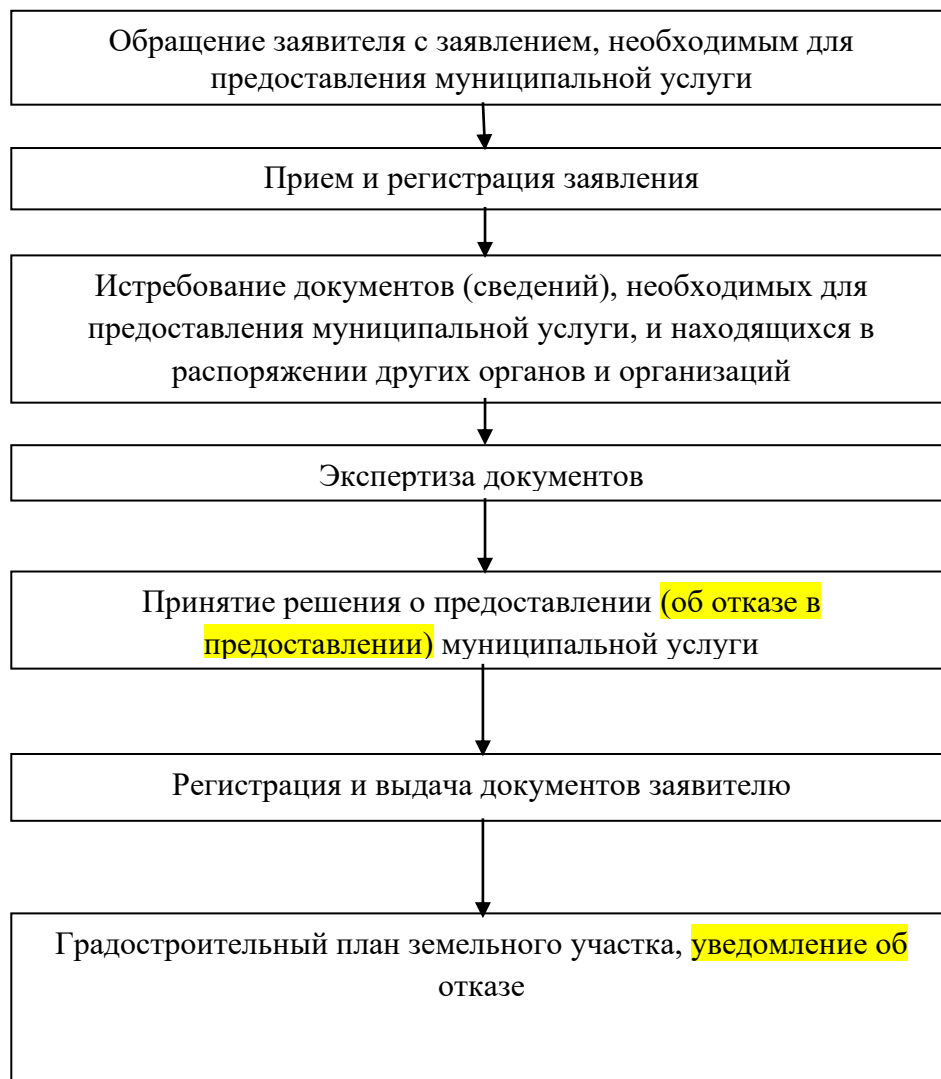 Обращение заявителя с заявлением, необходимым для
предоставления муниципальной услуги
Прием и регистрация заявления
Истребование документов (сведений), необходимых для
предоставления муниципальной услуги, и находящихся в
распоряжении других органов и организаций
Экспертиза документов
Принятие решения о предоставлении (об отказе в
предоставлении) муниципальной услуги
Регистрация и выдача документов заявителю
Градостроительный план земельного участка, уведомление об
отказе